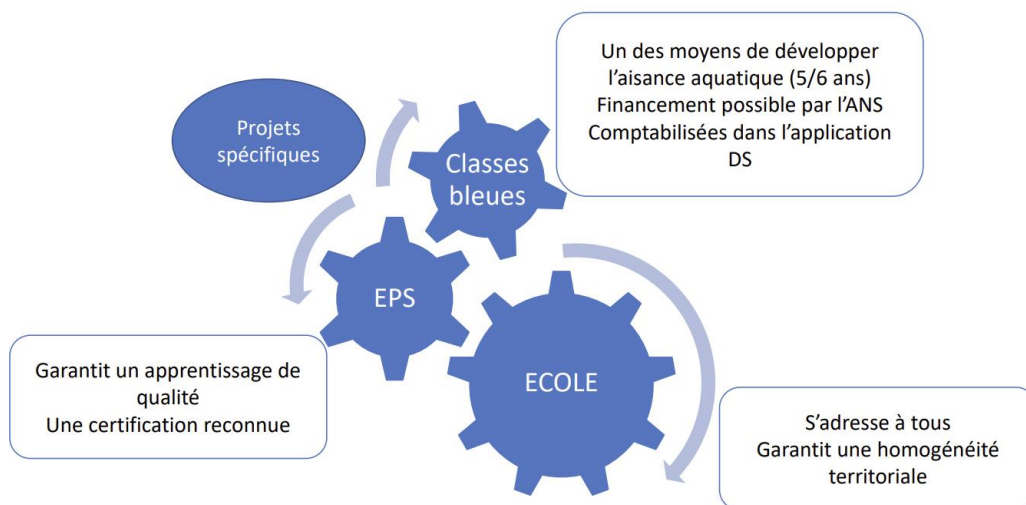 Un des moyens de développer
l’aisance aquatique (5/6 ans)
Financement possible par l’ANS
Comptabilisées dans l’application
DS
Projets
spécifiques
Classes
bleues
EPS
Garantit un apprentissage de
qualité
Une certification reconnue
ECOLE
S’adresse à tous
Garantit une homogénéité
territoriale